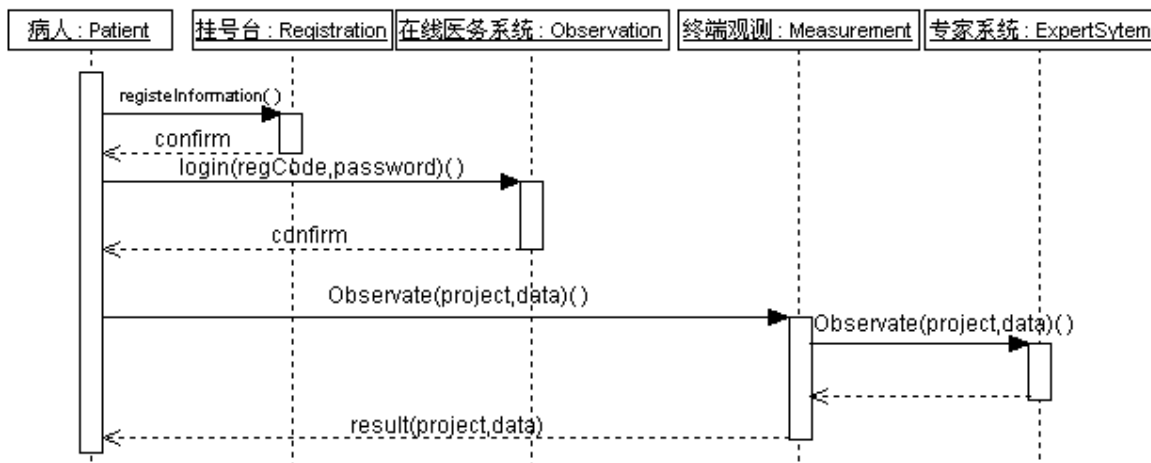 病人 : Patient
挂号台 : Registration
在线医务系统 : Observation
终端观测 : Measurement
专家系统 : ExpertSytem
registeInformation()
confirm
login(regCode,password)()
confirm
Observate(project,data)()
Observate(project,data)()
result(project,data)